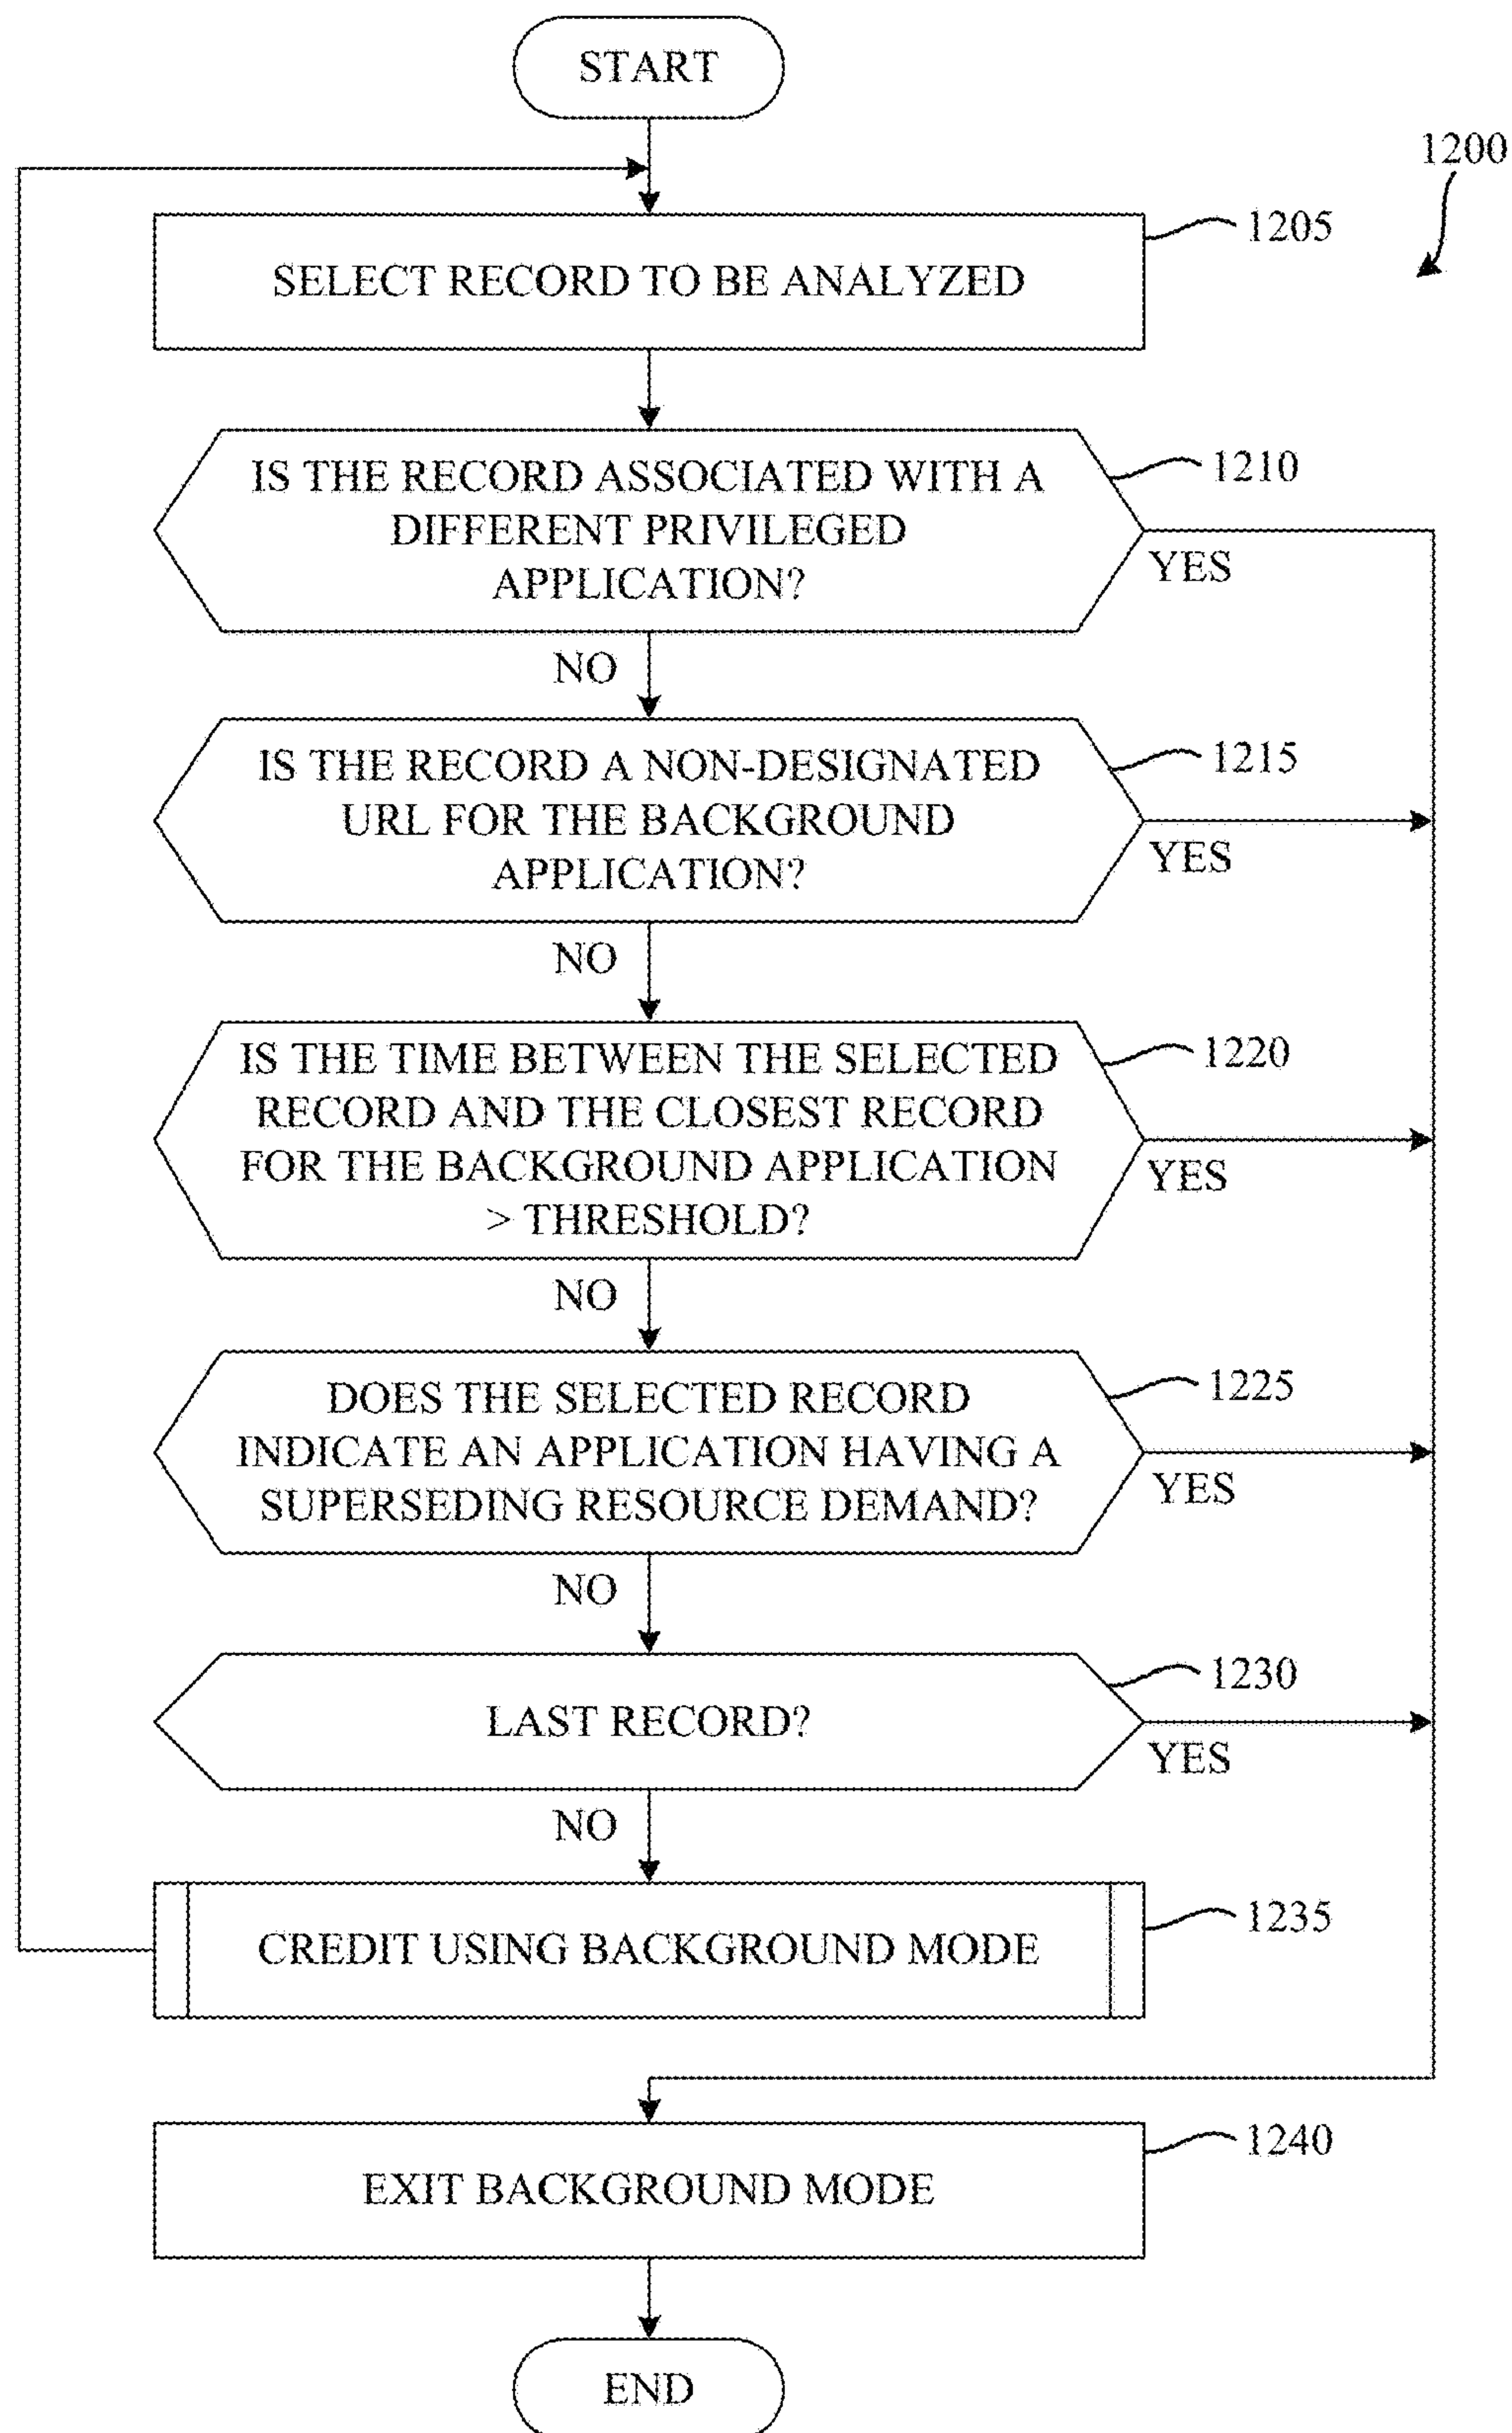 START
1200
SELECT RECORD TO BE ANALYZED
1205
IS THE RECORD ASSOCIATED WITH A
DIFFERENT PRIVILEGED
APPLICATION?
1210
YES
NO
IS THE RECORD A NON-DESIGNATED
URL FOR THE BACKGROUND
APPLICATION?
1215
YES
NO
IS THE TIME BETWEEN THE SELECTED
RECORD AND THE CLOSEST RECORD
FOR THE BACKGROUND APPLICATION
> THRESHOLD?
1220
YES
NO
DOES THE SELECTED RECORD
INDICATE AN APPLICATION HAVING A
SUPERSEDING RESOURCE DEMAND?
1225
YES
NO
LAST RECORD?
1230
YES
NO
CREDIT USING BACKGROUND MODE
1235
EXIT BACKGROUND MODE
1240
END